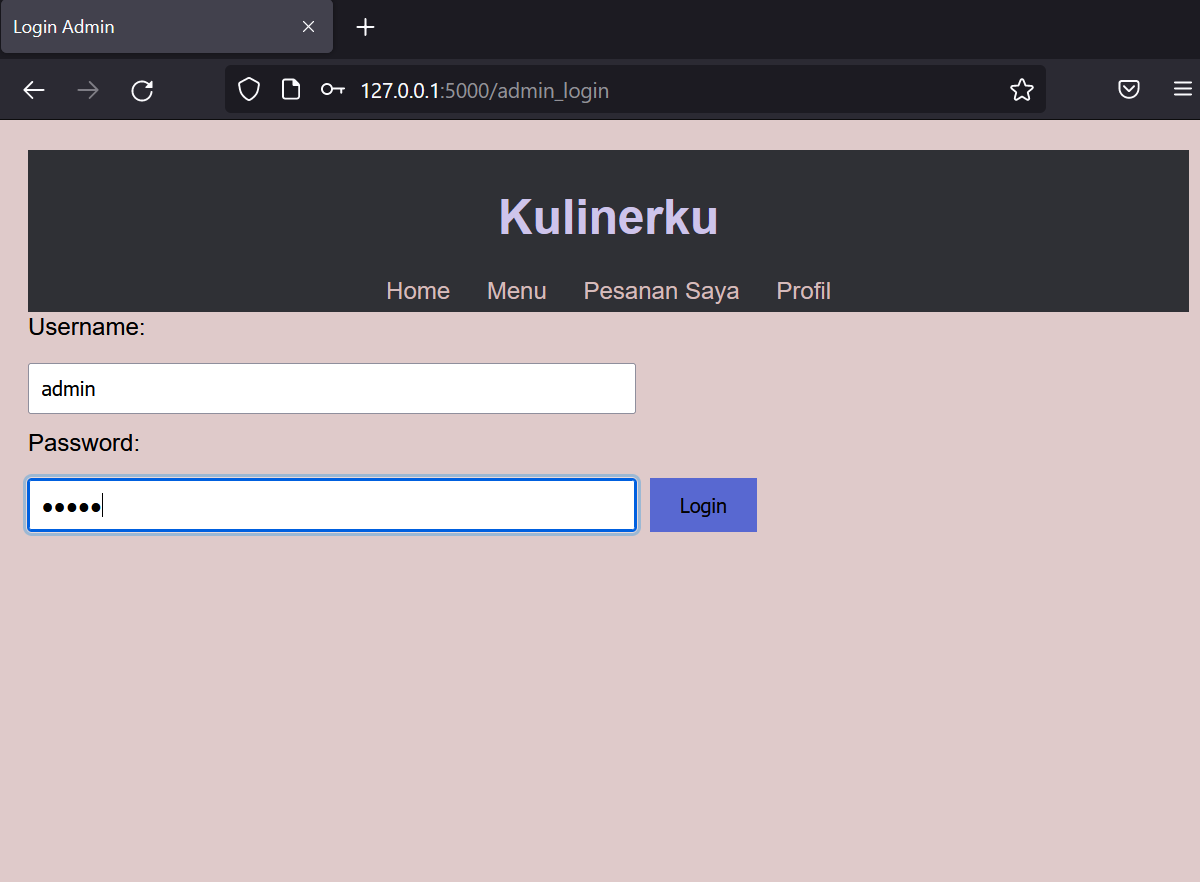 Login Admin
127.0.0.1:5000/admin_login
Kulinerku
Home Menu Pesanan Saya Profil
Username:
admin
Password:
●●●●●
Login